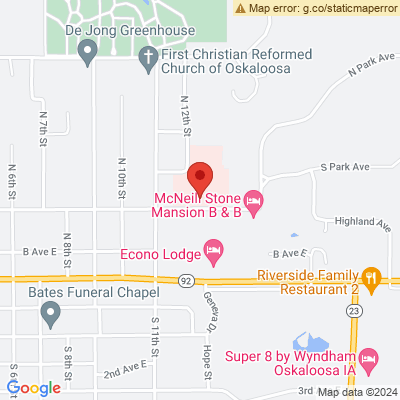 Map error: g.co/staticmaperror
De Jong Greenhouse
First Christian Reformed
Church of Oskaloosa
N Park Ave
N 7th St
N 12th St
N 6th St
N 10th St
S Park Ave
McNeill Stone
Mansion B & B
Highland Ave
N 8th St
B Ave E
Econo Lodge
B Ave E
92
Riverside Family
Restaurant 2
Bates Funeral Chapel
Geneva Dr
23
S 11th St
S 8th St
Hope St
2nd Ave E
Super 8 by Wyndham
Oskaloosa IA
S 6
Google
3rd
Map data ©2024